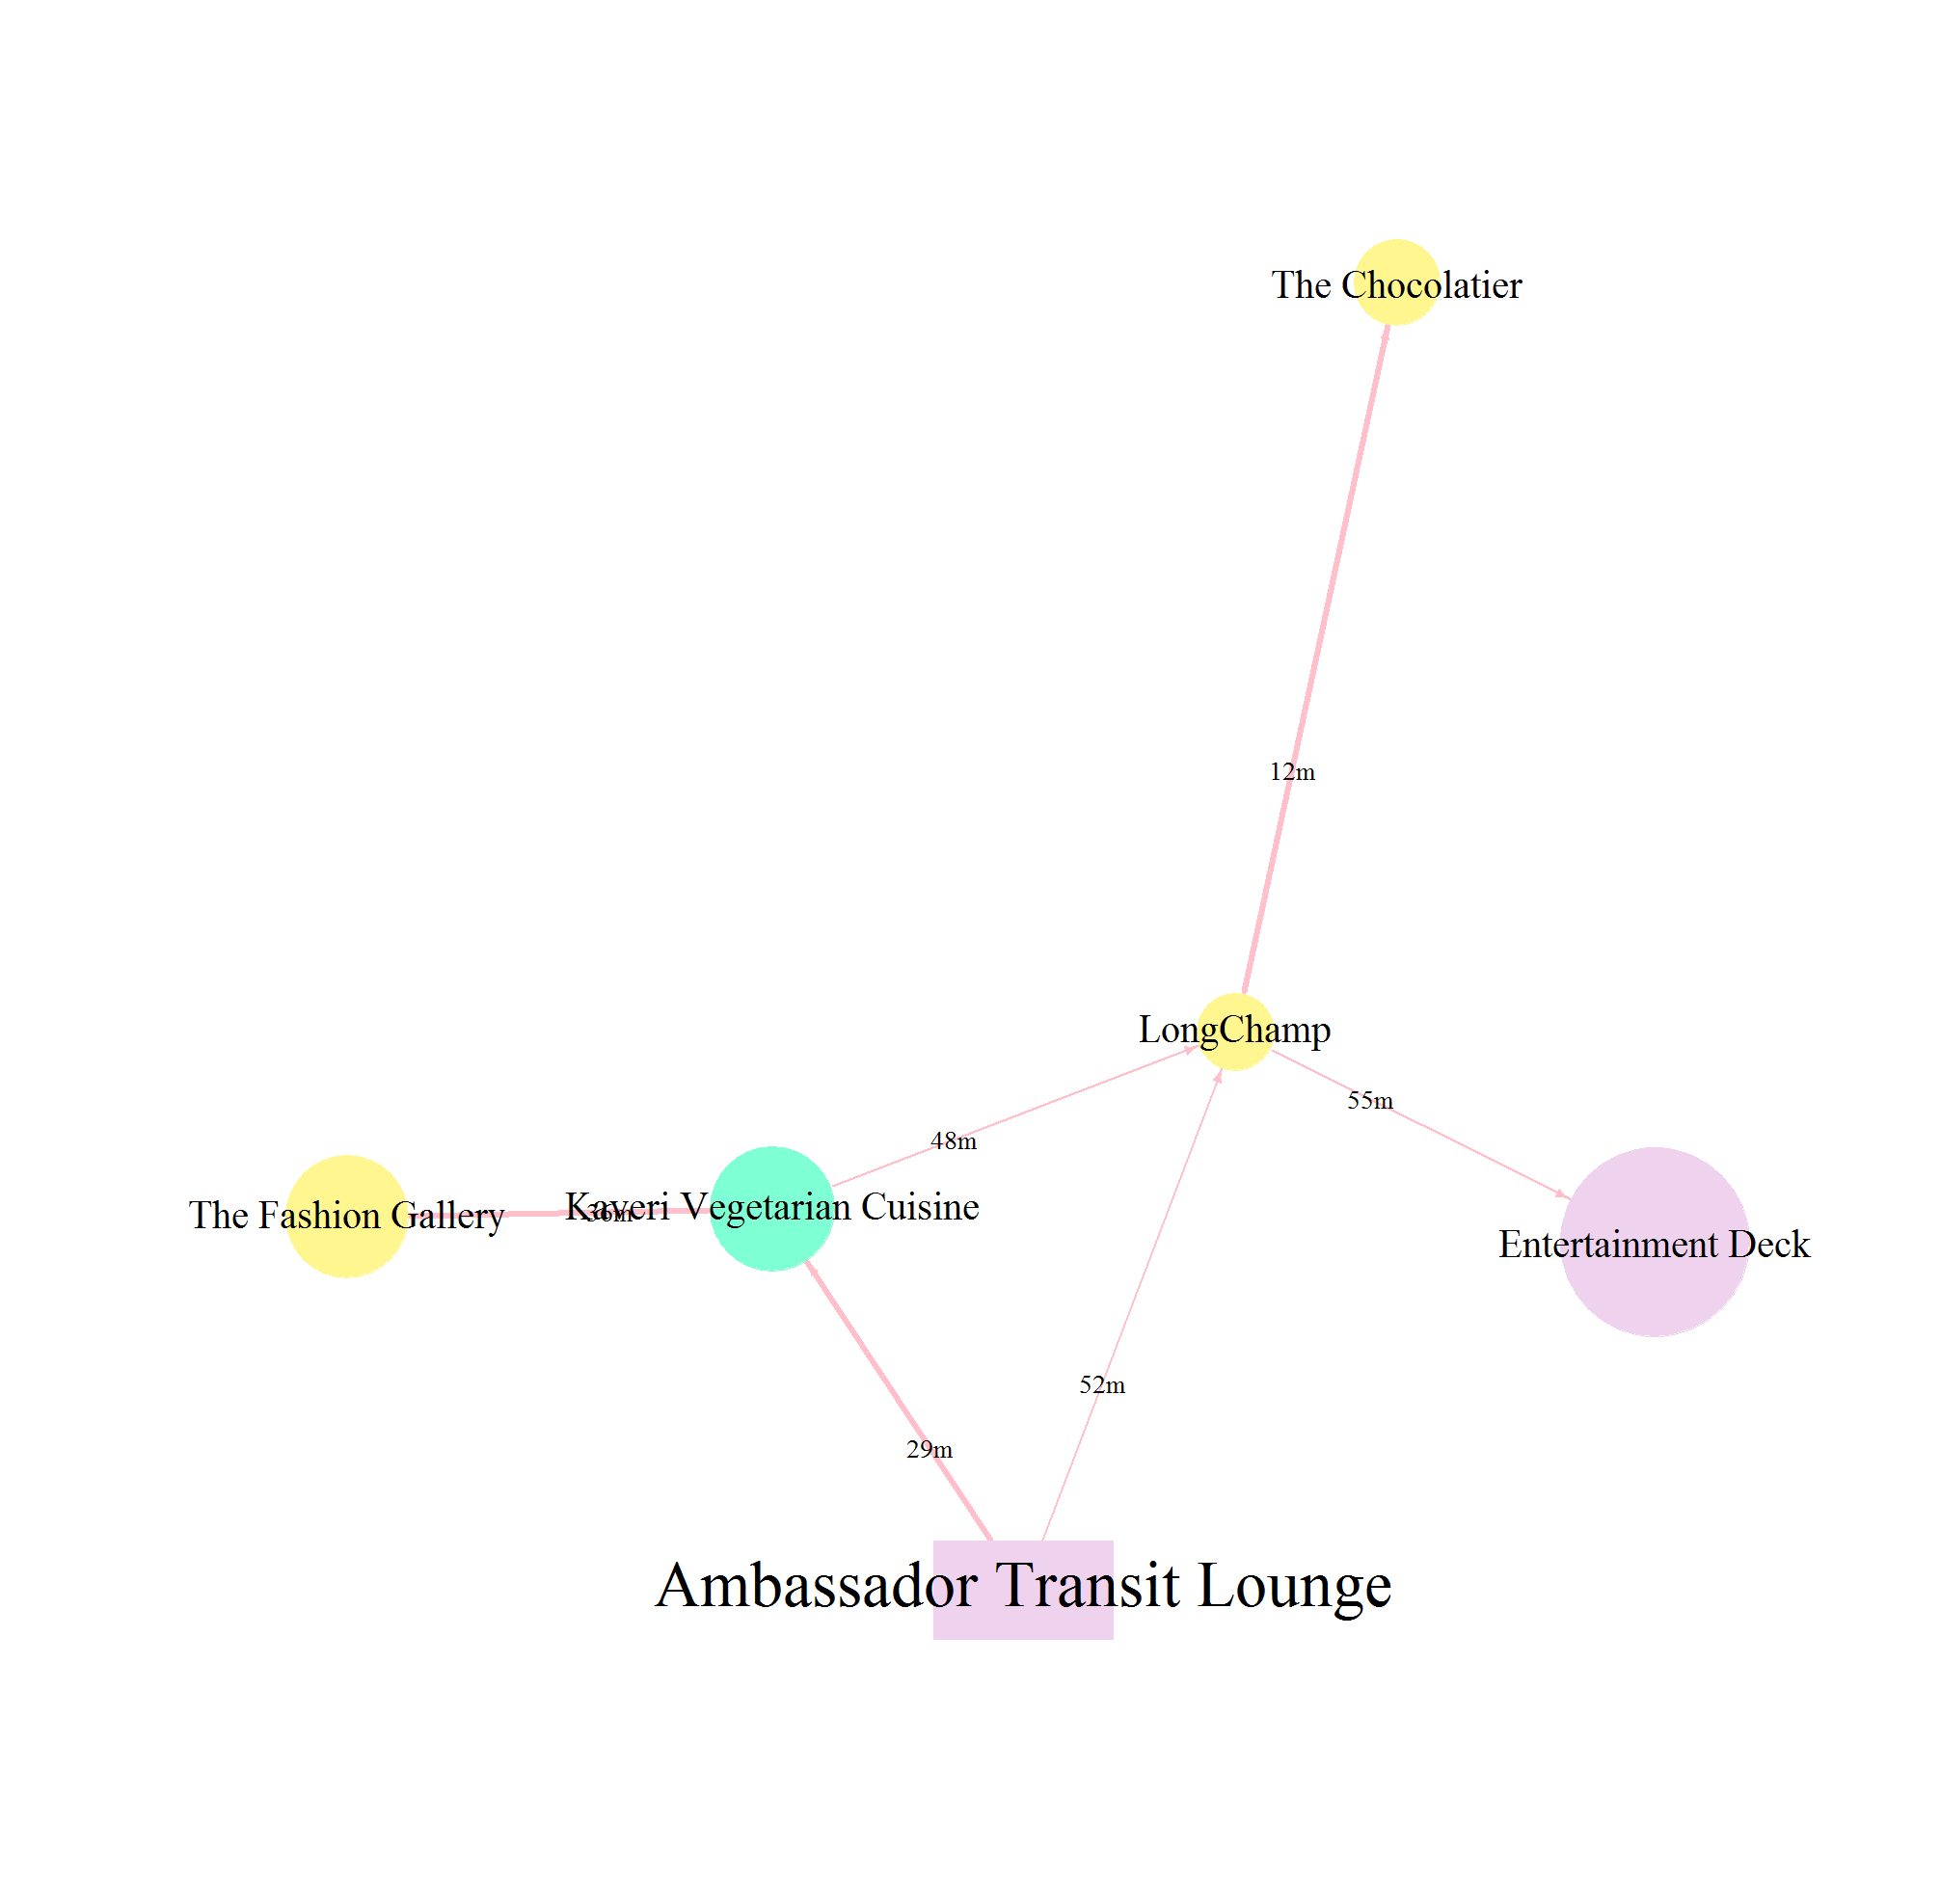 The Chocolatier
12m
LongChamp
55m
48m
Kaveri Vegetarian Cuisine
The Fashion Gallery
36m
Entertainment Deck
52m
29m
Ambassador Transit Lounge